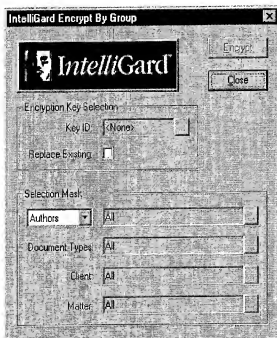 IntelliGard Encrypt By Group
IntelliGard
Encrypt
Close
Encryption Key Selection
Key ID: <None>
Replace Existing:
Selection Mask
Authors All
Document Types: All
Client: All
Matter: All